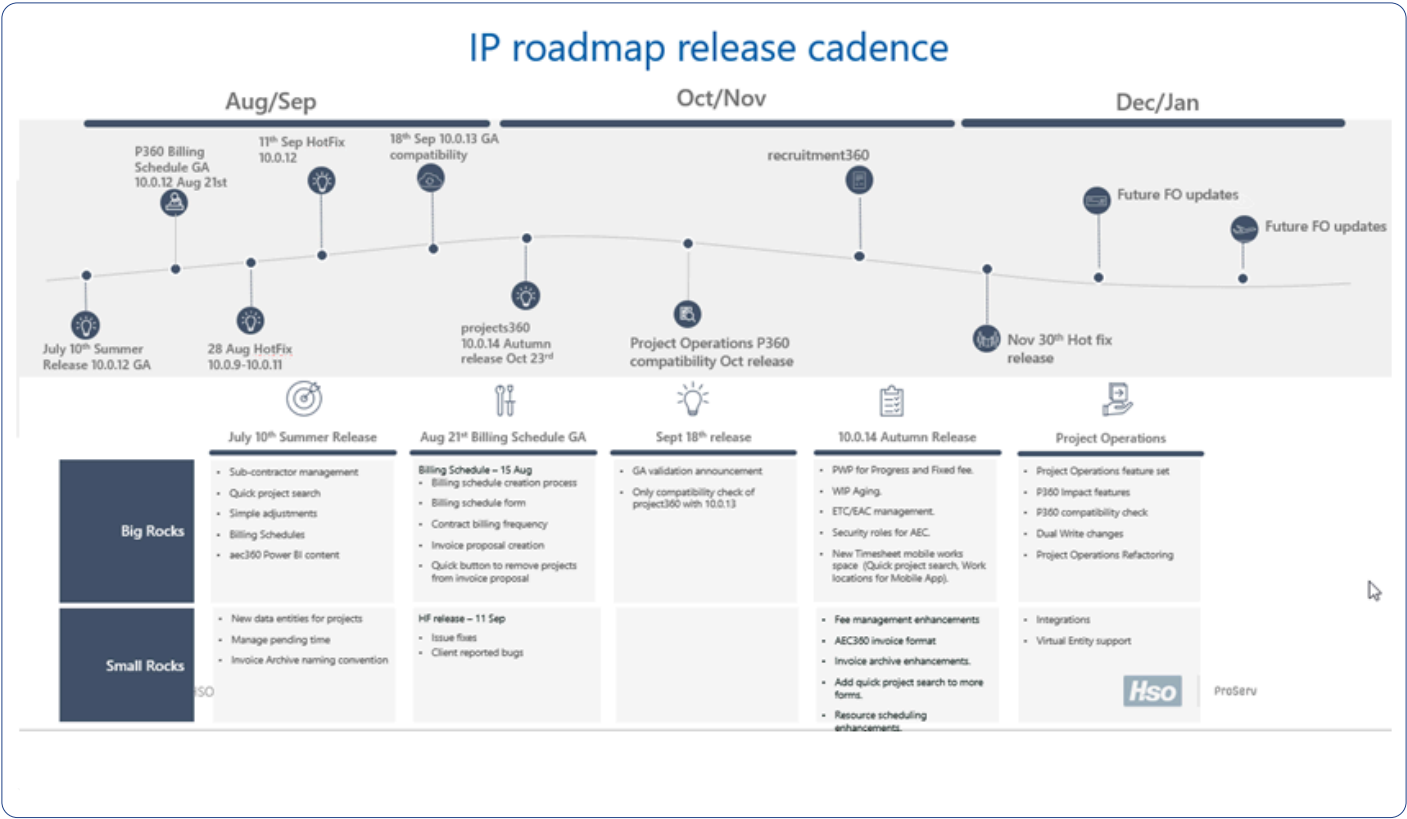 IP roadmap release cadence
Aug/Sep
Oct/Nov
Dec/Jan
P360 Billing
Schedule GA
10.0.12 Aug 21st
11th Sep HotFix
10.0.12
18th Sep 10.0.13 GA
compatibility
recruitment360
Future FO updates
Future FO updates
July 10th Summer
Release 10.0.12 GA
28 Aug HotFix
10.0.9-10.0.11
projects360
10.0.14 Autumn
release Oct 23rd
Project Operations P360
compatibility Oct release
Nov 30th Hot fix
release
July 10th Summer Release
Aug 21st Billing Schedule GA
Sept 18th release
10.0.14 Autumn Release
Project Operations
Big Rocks
• Sub-contractor management
• Quick project search
• Simple adjustments
• Billing Schedules
• aec360 Power BI content
Billing Schedule – 15 Aug
• Billing schedule creation process
• Billing schedule form
• Contract billing frequency
• Invoice proposal creation
• Quick button to remove projects
from invoice proposal
• GA validation announcement
• Only compatibility check of
project360 with 10.0.13
• PWP for Progress and Fixed fee.
• WIP Aging.
• ETC/EAC management.
• Security roles for AEC.
• New Timesheet mobile works
space (Quick project search, Work
locations for Mobile App).
• Project Operations feature set
• P360 Impact features
• P360 compatibility check
• Dual Write changes
• Project Operations Refactoring
Small Rocks
• New data entities for projects
• Manage pending time
• Invoice Archive naming convention
HF release – 11 Sep
• Issue fixes
• Client reported bugs
• Fee management enhancements
• AEC360 invoice format
• Invoice archive enhancements.
• Add quick project search to more
forms.
• Resource scheduling
enhancements.
• Integrations
• Virtual Entity support
HSO
Hso
ProServ